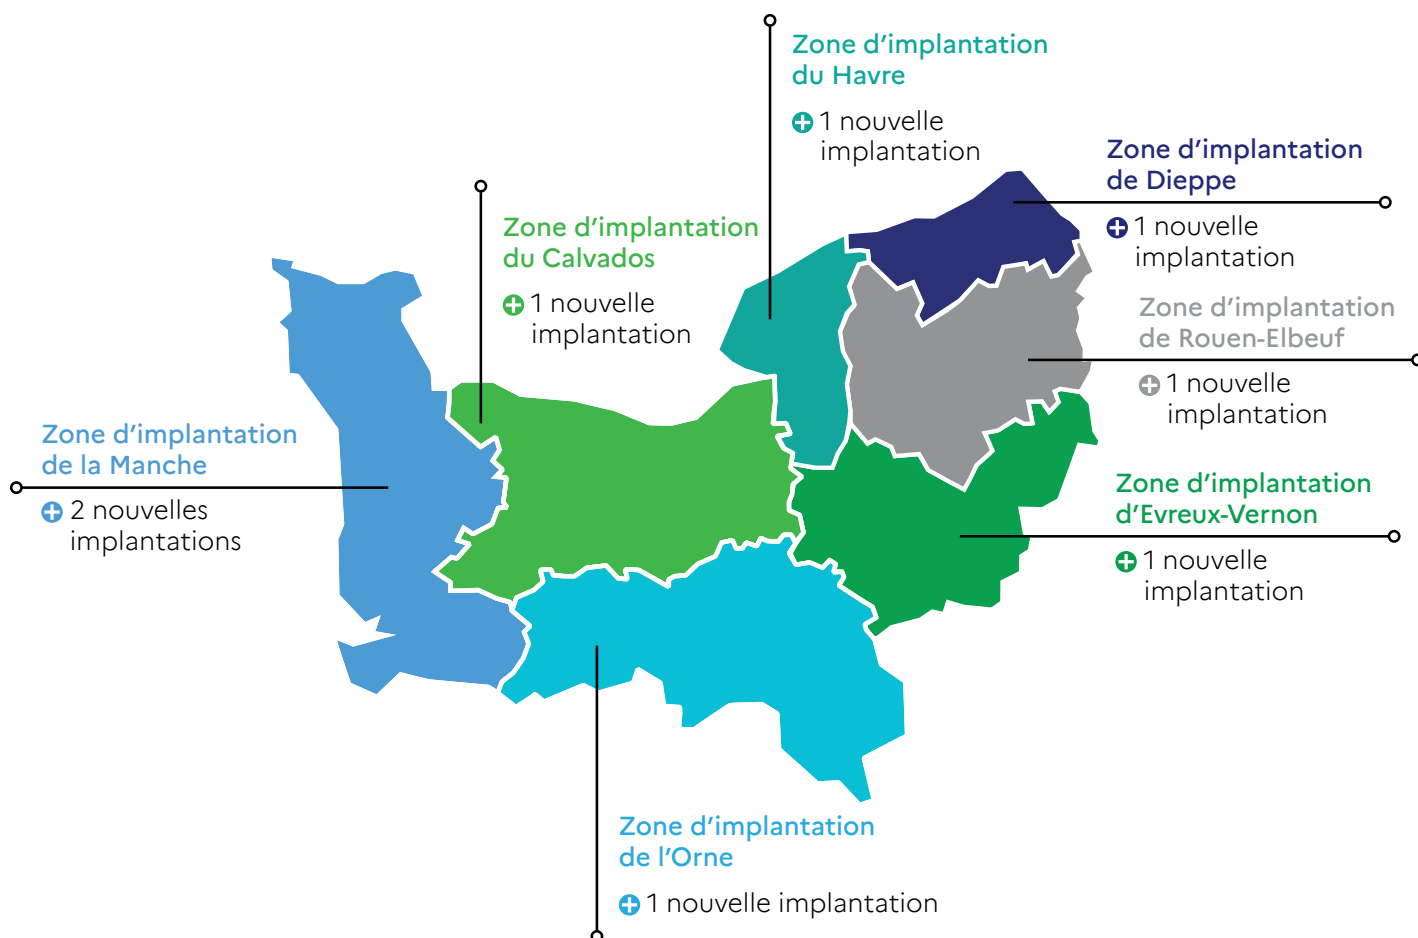 Zone d’implantation
du Havre
1 nouvelle
implantation
Zone d’implantation
de Dieppe
1 nouvelle
implantation
Zone d’implantation
du Calvados
1 nouvelle
implantation
Zone d’implantation
de Rouen-Elbeuf
1 nouvelle
implantation
Zone d’implantation
de la Manche
2 nouvelles
implantations
Zone d’implantation
d’Evreux-Vernon
1 nouvelle
implantation
Zone d’implantation
de l’Orne
1 nouvelle implantation